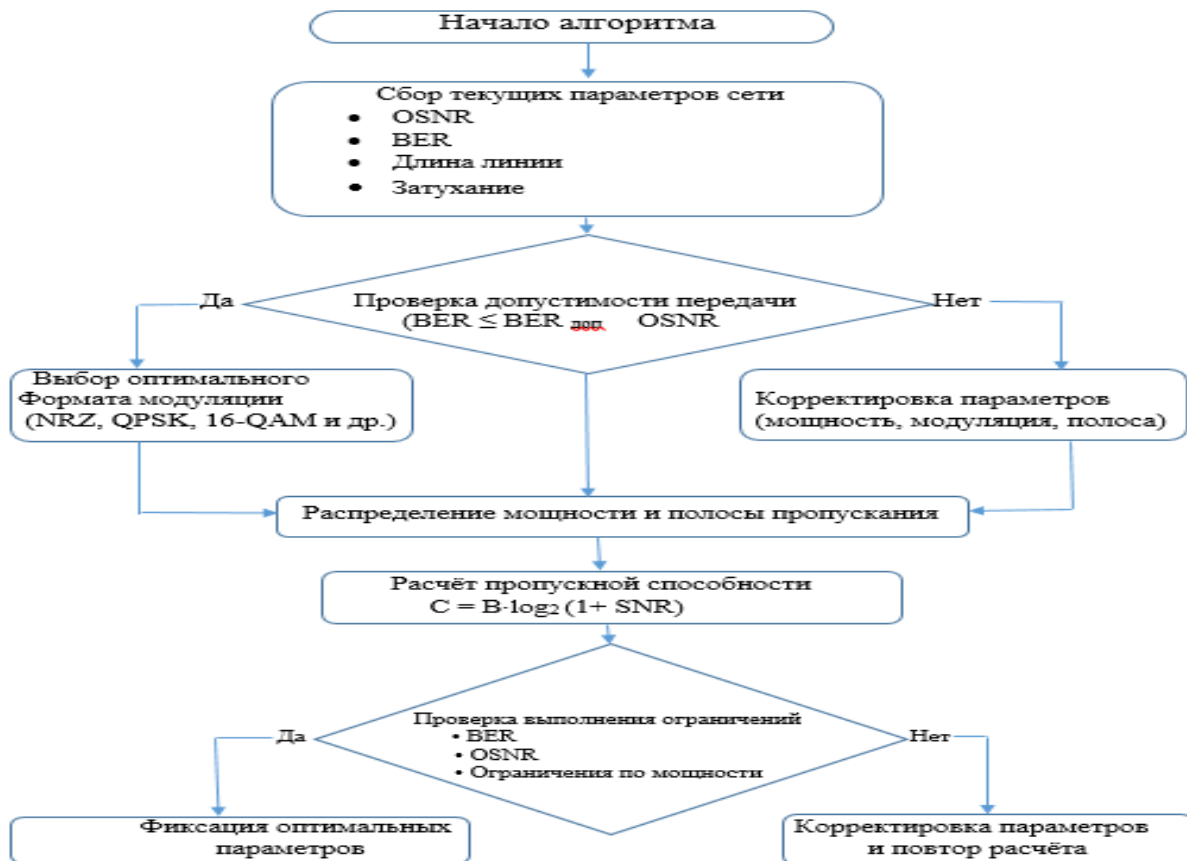 Начало алгоритма
Сбор текущих параметров сети
• OSNR
• BER
• Длина линии
• Затухание
Да
Проверка допустимости передачи
(BER ≤ BER доп OSNR
Нет
Выбор оптимального
Формата модуляции
(NRZ, QPSK, 16-QAM и др.)
Корректировка параметров
(мощность, модуляция, полоса)
Распределение мощности и полосы пропускания
Расчёт пропускной способности
C = B·log₂ (1+ SNR)
Проверка выполнения ограничений
Да
• BER
Нет
• OSNR
• Ограничения по мощности
Фиксация оптимальных
параметров
Корректировка параметров
и повтор расчёта